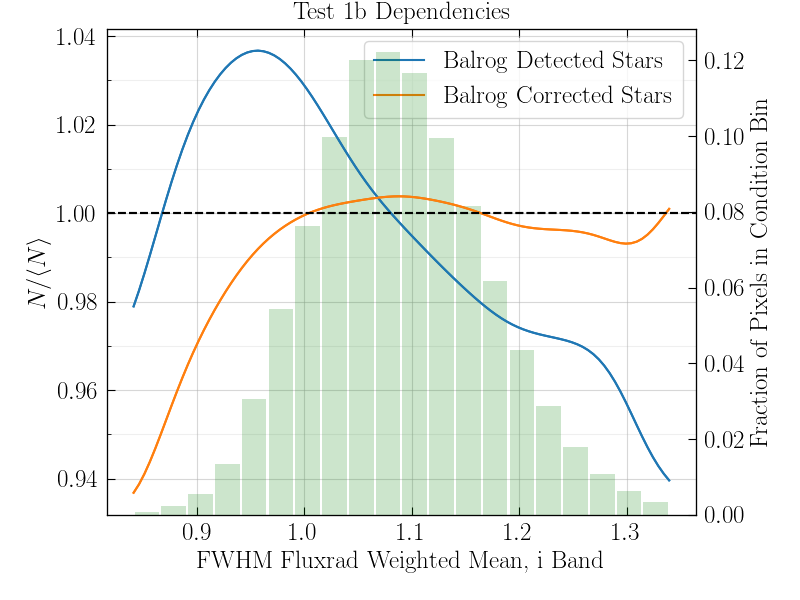 Test 1b Dependencies
Balrog Detected Stars
Balrog Corrected Stars
1.04
1.02
1.00
0.98
0.96
0.94
N/⟨N⟩
0.12
0.10
0.08
0.06
0.04
0.02
0.00
Fraction of Pixels in Condition Bin
0.9 1.0 1.1 1.2 1.3
FWHM Fluxrad Weighted Mean, i Band